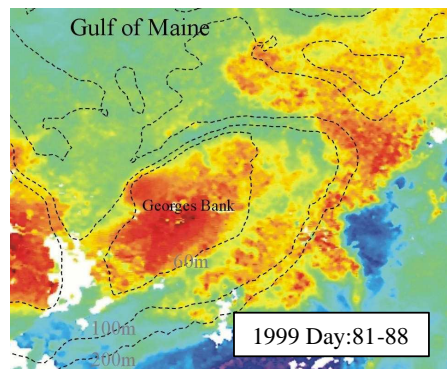 Gulf of Maine
Georges Bank
60m
100m
200m
1999 Day:81-88